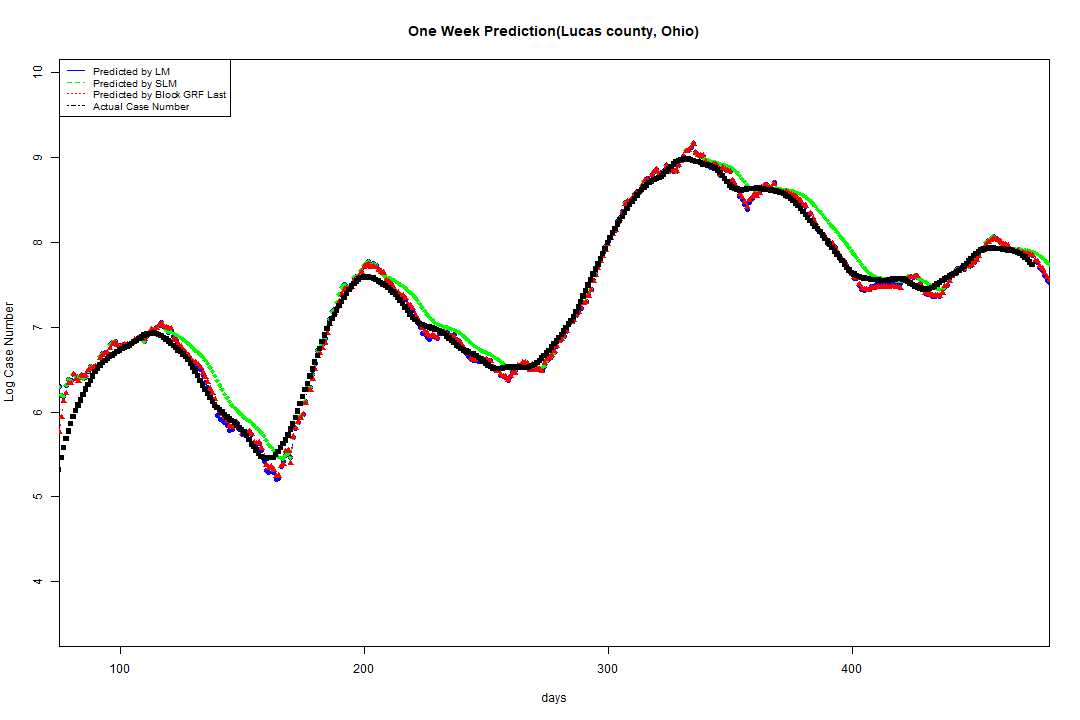 One Week Prediction(Lucas county, Ohio)
Predicted by LM
Predicted by SLM
Predicted by Block GRF Last
Actual Case Number
10
9
8
7
6
5
4
Log Case Number
100 200 300 400
days